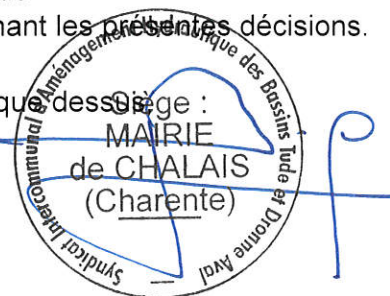 nant les présentes décisions.
que dessus,
Syndicat Intercommunal d'Aménagement Hydraulique des Bassins Tude et Dronne Aval
Siège :
MAIRIE
de CHALAIS
(Charente)